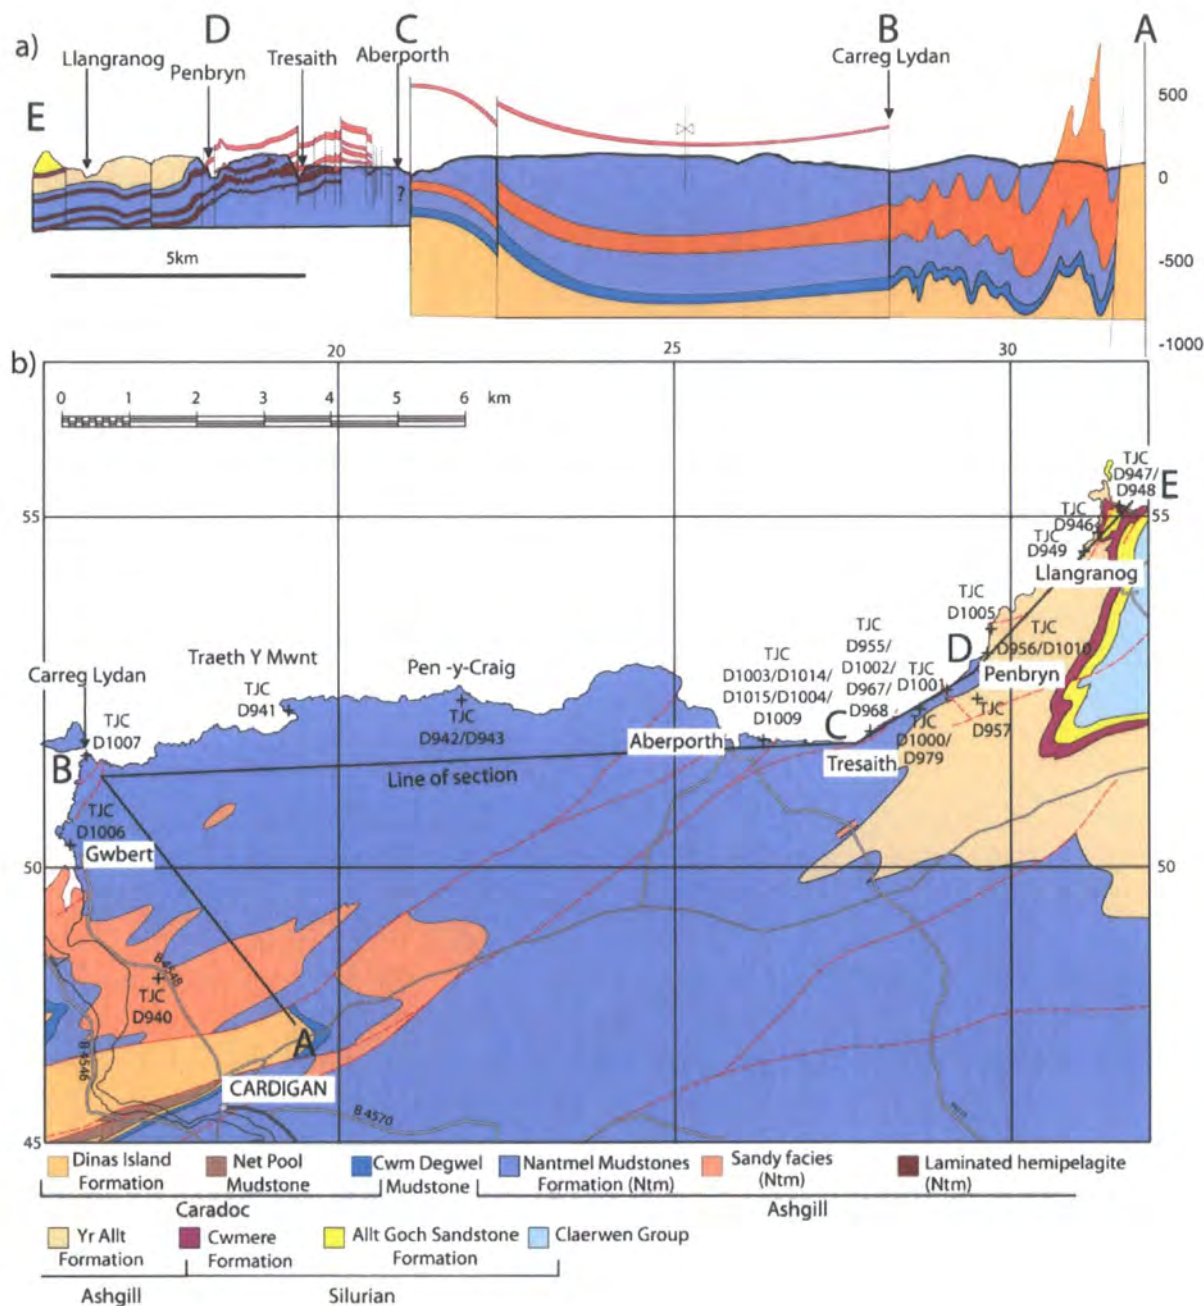 a)
D
C
B
A
Llangranog
Penbryn
Tresaith
Aberporth
Carreg Lydan
E
500
0
-500
-1000
?
5km
b)
20
25
30
0 1 2 3 4 5 6 km
55
50
45
55
50
TJC
D947/
D948
E
TJC
D946
TJC
D949
Llangranog
TJC
D1005
TJC
D956/D1010
D
Penbryn
TJC
D957
TJC
D1001
TJC
D1000/
D979
TJC
D955/
D1002/
D967/
D968
C
Tresaith
TJC
D1003/D1014/
D1015/D1004/
D1009
Aberporth
Pen -y-Craig
TJC
D942/D943
Traeth Y Mwnt
TJC
D941
Carreg Lydan
TJC
D1007
B
Line of section
TJC
D1006
Gwbert
B 4548
TJC
D940
B 4546
A
CARDIGAN
B 4570
Dinas Island
Formation
Net Pool
Mudstone
Cwm Degwel
Mudstone
Nantmel Mudstones
Formation (Ntm)
Sandy facies
(Ntm)
Laminated hemipelagite
(Ntm)
Caradoc
Ashgill
Yr Allt
Formation
Cwmere
Formation
Allt Goch Sandstone
Formation
Claerwen Group
Ashgill
Silurian